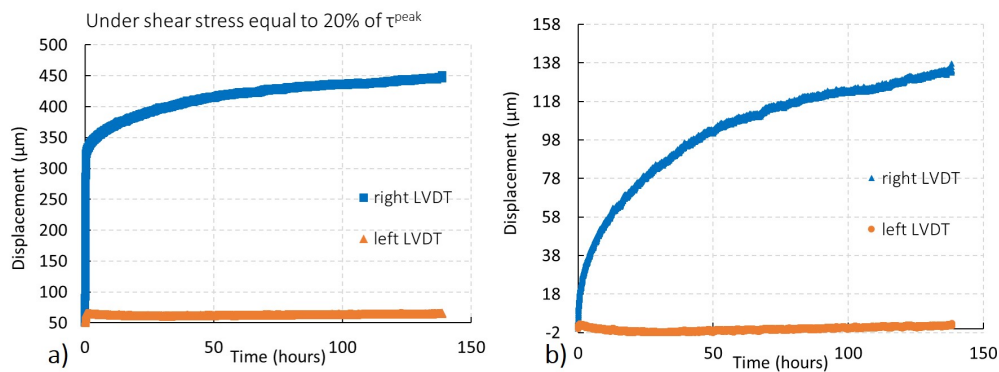 Under shear stress equal to 20% of τpeak
Displacement (μm)
500
450
400
350
300
250
200
150
100
50
0
50
100
150
Time (hours)
right LVDT
left LVDT
a)
Displacement (μm)
158
138
118
98
78
58
38
18
-2
0
50
100
150
Time (hours)
right LVDT
left LVDT
b)